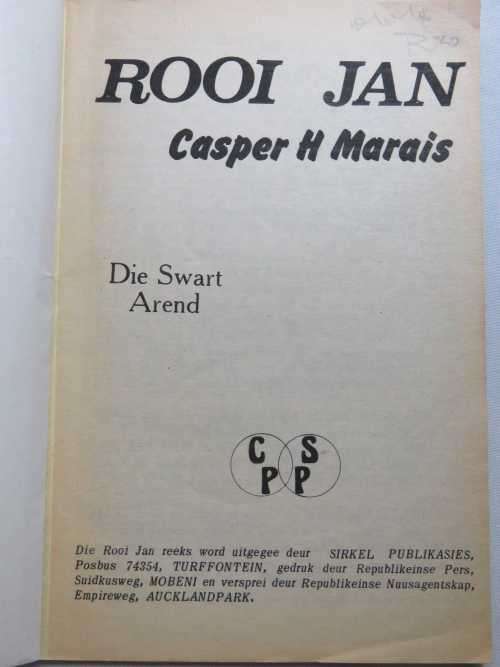 ROOI JAN
Casper H Marais
Die Swart
Arend
C S
P P
Die Rooi Jan reeks word uitgegee deur SIRKEL PUBLIKASIES,
Posbus 74354, TURFFONTEIN, gedruk deur Republikeinse Pers,
Suidkusweg, MOBENI en versprei deur Republikeinse Nuusagentskap,
Empireweg, AUCKLANDPARK.